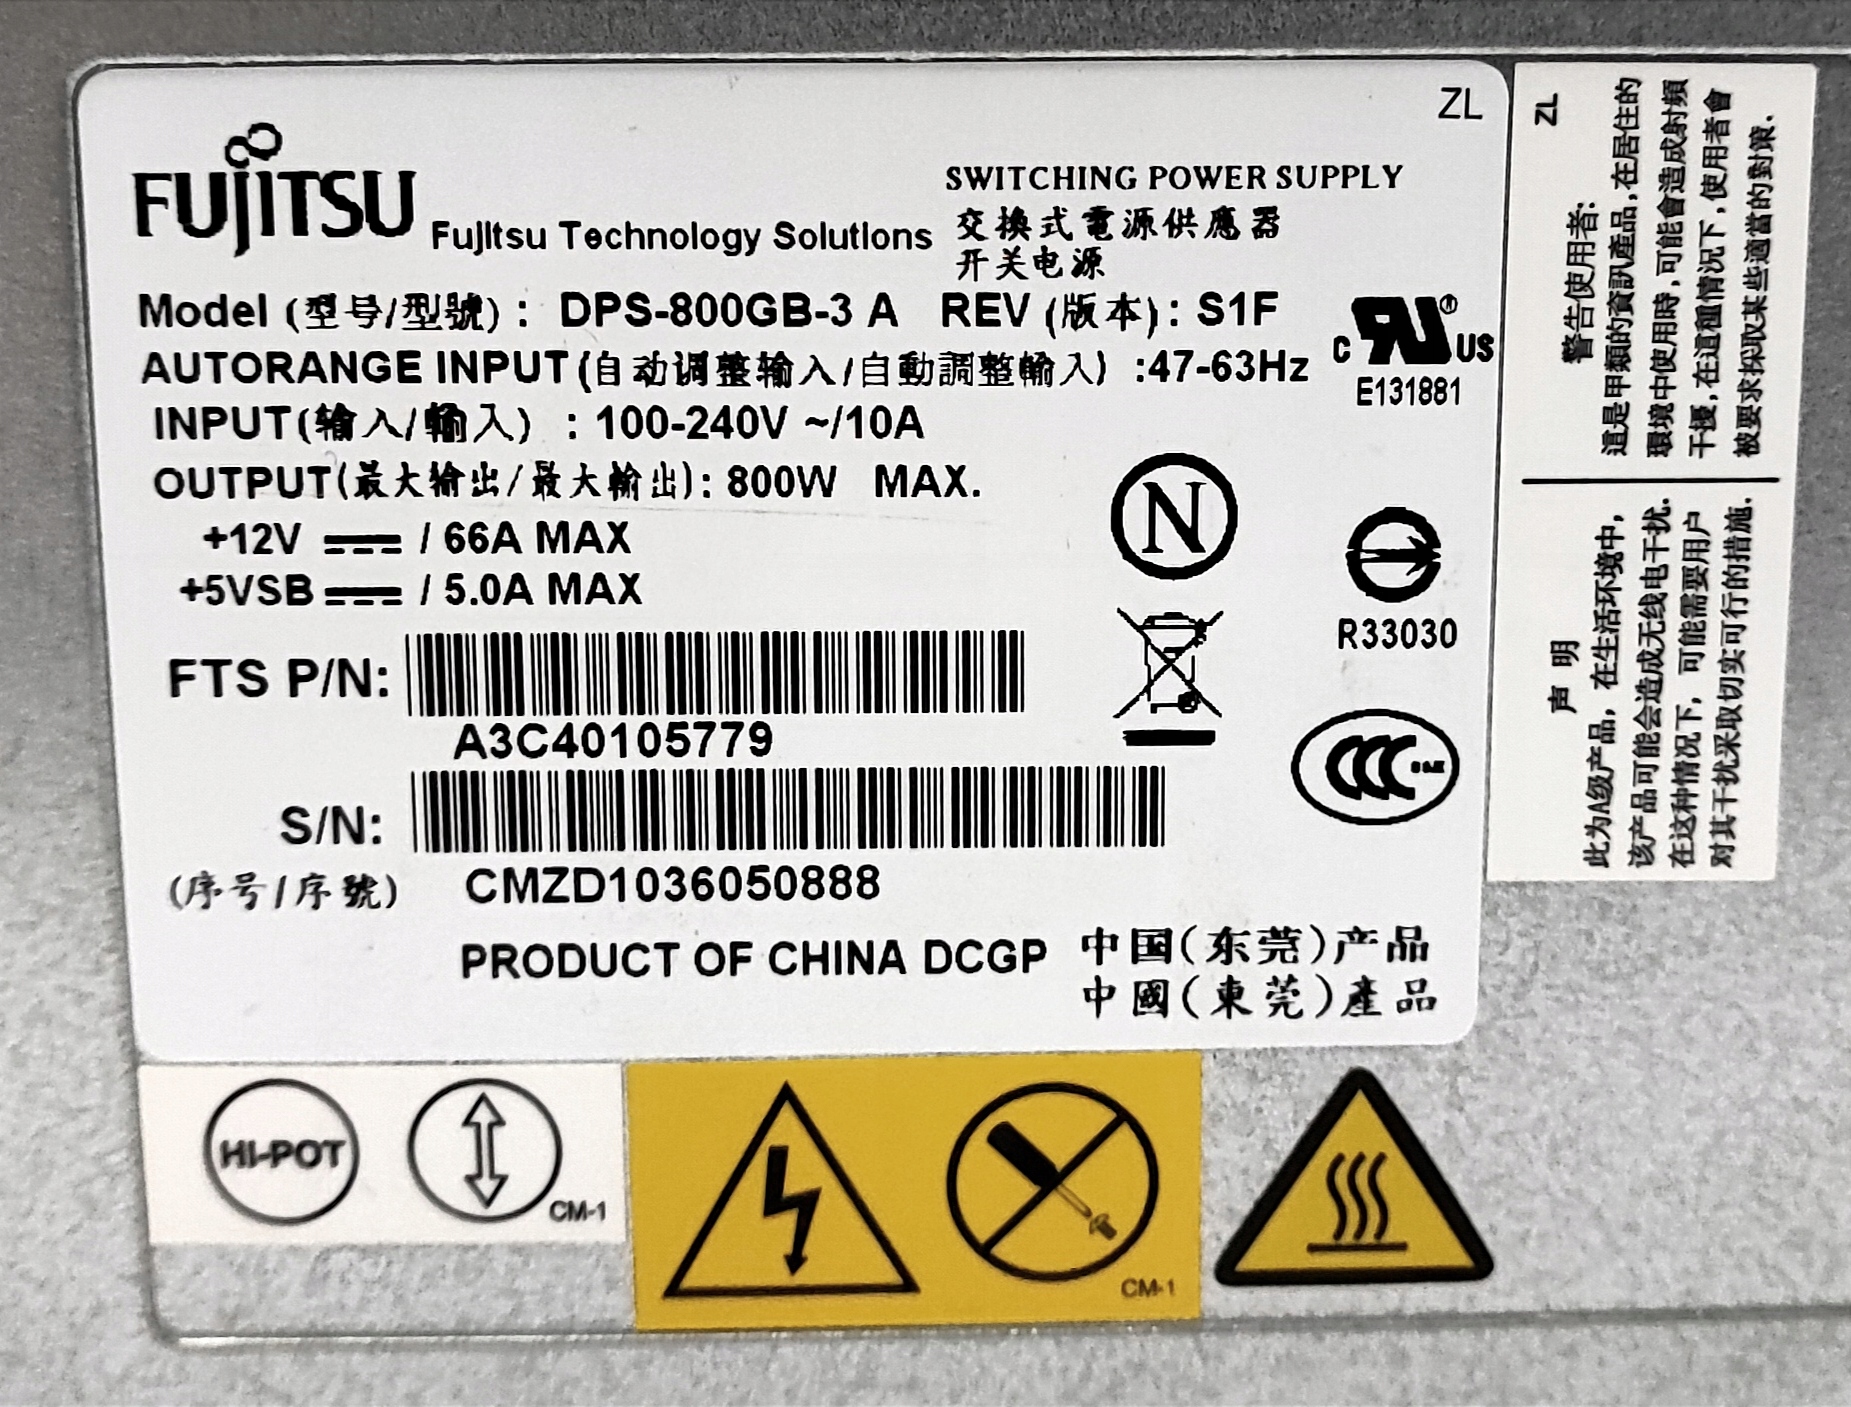 ZL
FUJITSU Fujitsu Technology Solutions
SWITCHING POWER SUPPLY
交換式電源供應器
开关电源
Model (型号/型號) : DPS-800GB-3 A REV (版本) : S1F
AUTORANGE INPUT (自动调整输入/自動調整輸入) :47-63Hz
INPUT (输入/輸入) : 100-240V ~/10A
OUTPUT(最大输出/最大輸出): 800W MAX.
+12V ⎓ / 66A MAX
+5VSB ⎓ / 5.0A MAX
c RU ® US
E131881
N
R33030
FTS P/N:
A3C40105779
S/N:
(序号/序號) CMZD1036050888
CCC S&E
PRODUCT OF CHINA DCGP 中国(东莞)产品
中國(東莞)產品
HI-POT
CM-1
CM-1
ZL
警告使用者:
這是甲類的資訊產品,在居住的
環境中使用時,可能會造成射頻
干擾,在這種情況下,使用者會
被要求採取某些適當的對策.
声 明
此为A级产品，在生活环境中，
该产品可能会造成无线电干扰.
在这种情况下，可能需要用户
对其干扰采取切实可行的措施.